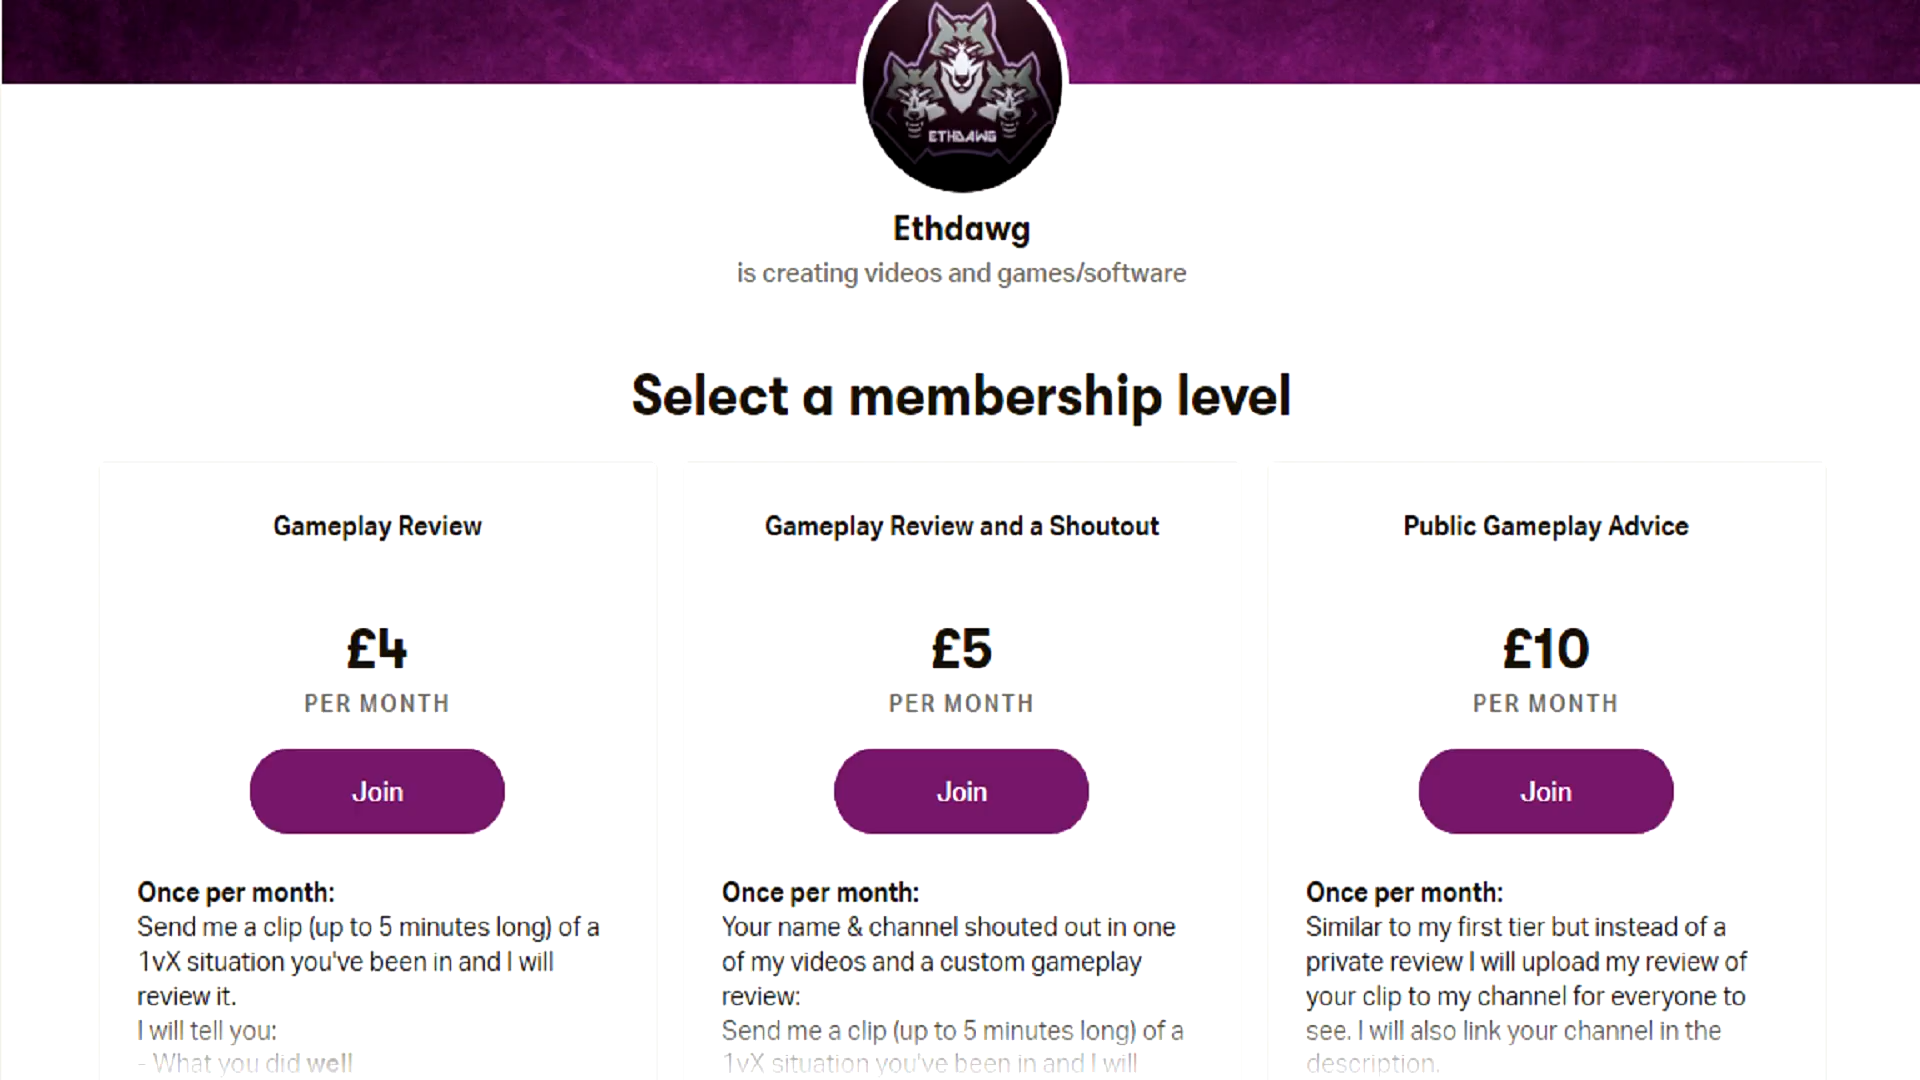 ETHDAWG
Ethdawg
is creating videos and games/software
Select a membership level
Gameplay Review
£4
PER MONTH
Join
Once per month:
Send me a clip (up to 5 minutes long) of a
1vX situation you've been in and I will
review it.
I will tell you:
- What you did well
Gameplay Review and a Shoutout
£5
PER MONTH
Join
Once per month:
Your name & channel shouted out in one
of my videos and a custom gameplay
review:
Send me a clip (up to 5 minutes long) of a
1vX situation you've been in and I will
Public Gameplay Advice
£10
PER MONTH
Join
Once per month:
Similar to my first tier but instead of a
private review I will upload my review of
your clip to my channel for everyone to
see. I will also link your channel in the
description.